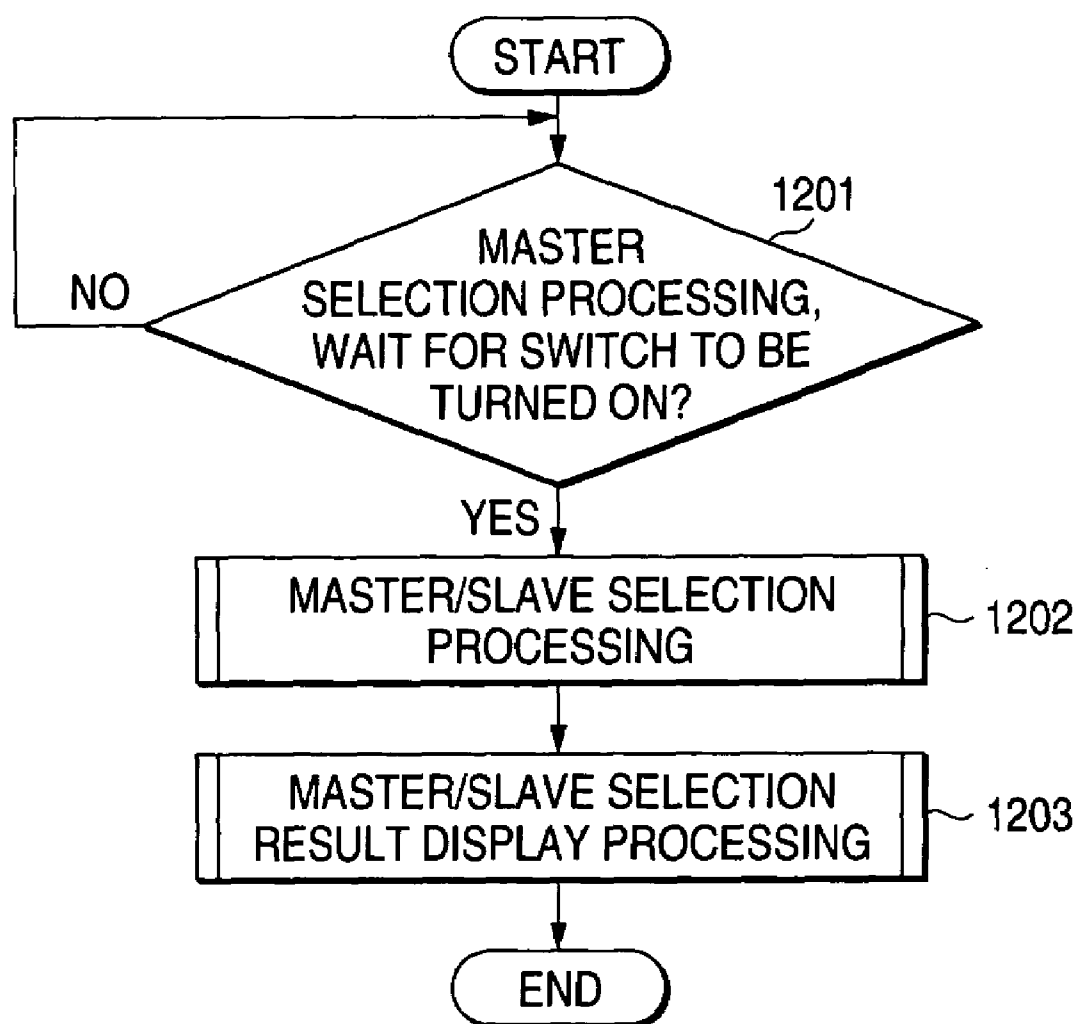 START
1201
MASTER
SELECTION PROCESSING,
WAIT FOR SWITCH TO BE
TURNED ON?
NO
YES
MASTER/SLAVE SELECTION
PROCESSING
1202
MASTER/SLAVE SELECTION
RESULT DISPLAY PROCESSING
1203
END